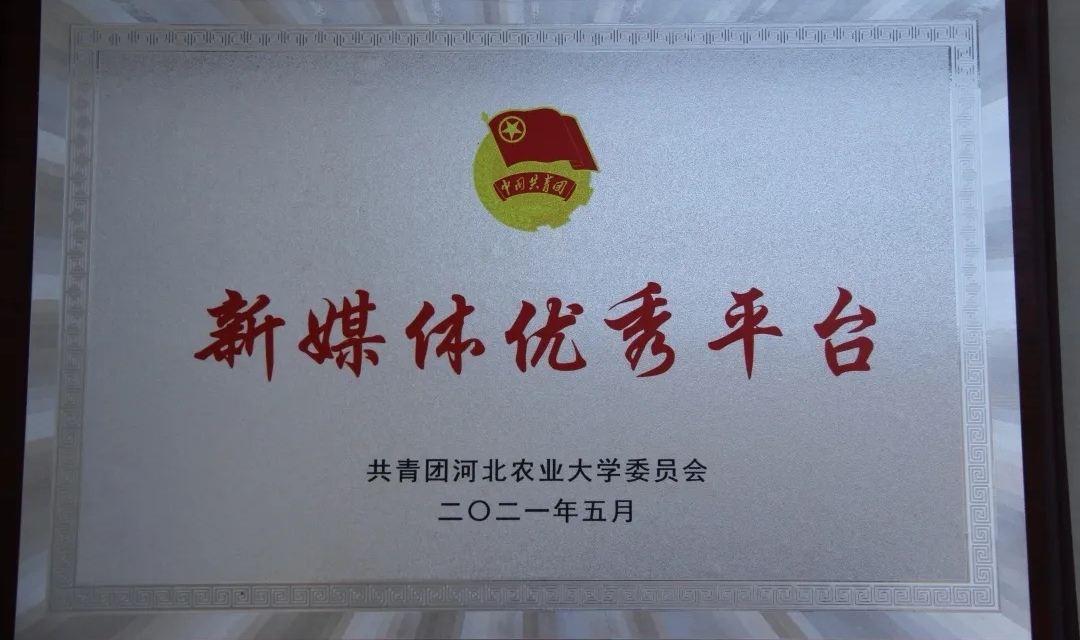 中国共青团
新媒体优秀平台
共青团河北农业大学委员会
二〇二一年五月